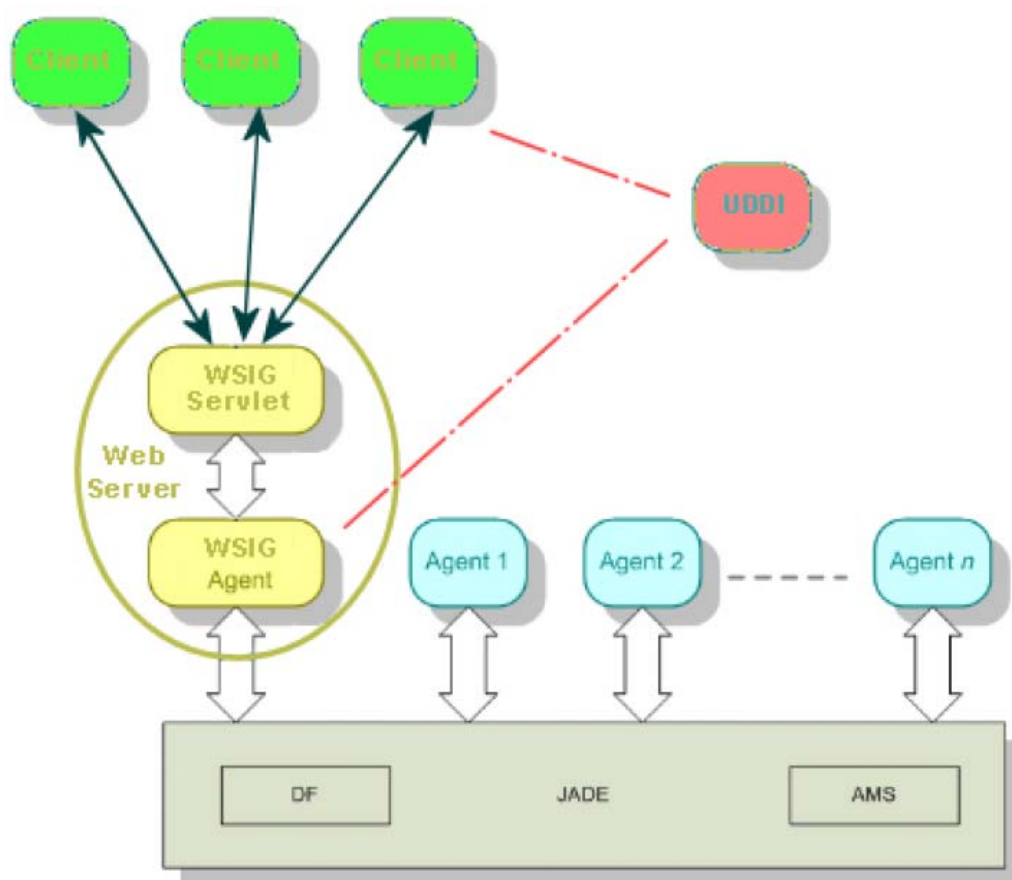 Client
Client
Client
UDDI
WSIG
Servlet
Web
Server
WSIG
Agent
Agent 1
Agent 2
Agent n
DF
JADE
AMS